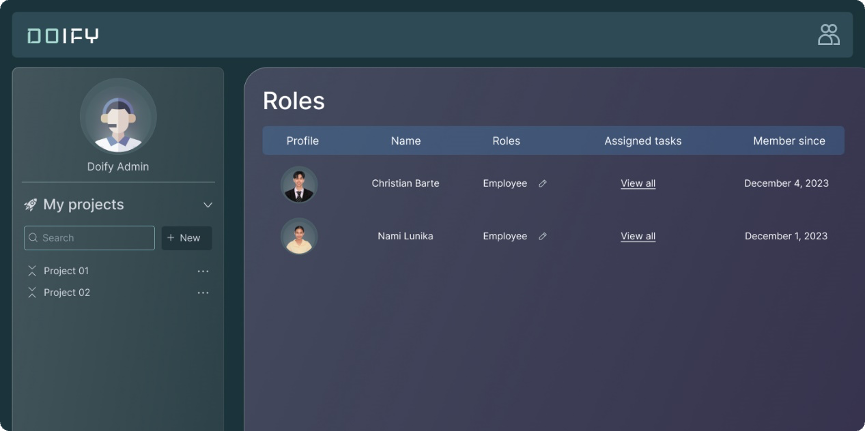 DOIFY
Doify Admin
My projects
Search
+ New
Project 01
Project 02
Roles
Profile Name Roles Assigned tasks Member since
Christian Barte Employee View all December 4, 2023
Nami Lunika Employee View all December 1, 2023